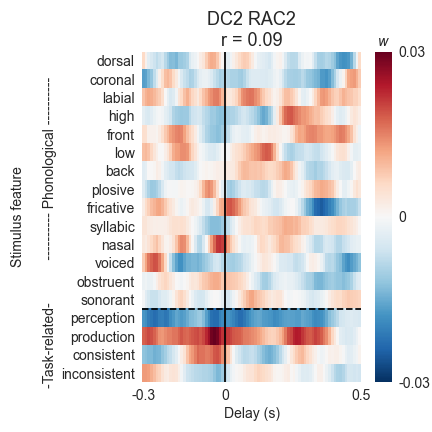 DC2 RAC2
r = 0.09
w
dorsal
coronal
labial
high
front
low
back
plosive
fricative
syllabic
nasal
voiced
obstruent
sonorant
perception
production
consistent
inconsistent
Stimulus feature
---------- Phonological ----------
-Task-related-
0.03
0
-0.03
-0.3 0 0.5
Delay (s)